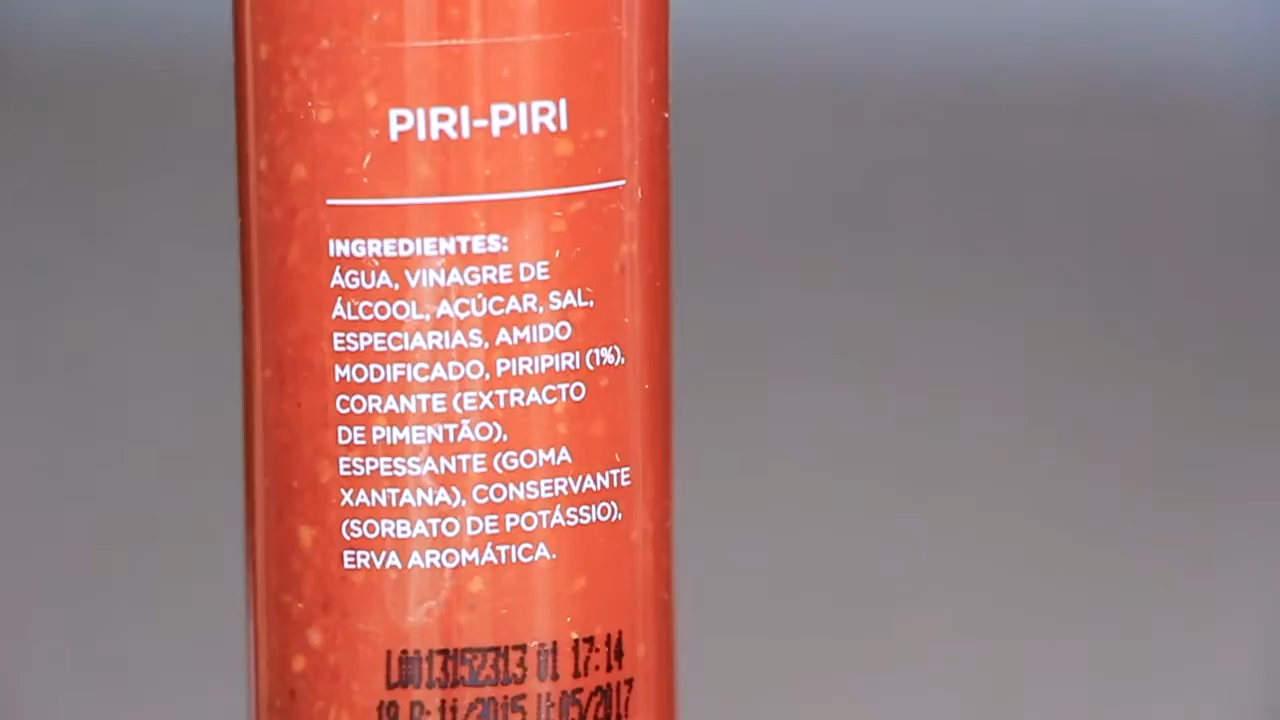 PIRI-PIRI
INGREDIENTES:
ÁGUA, VINAGRE DE
ÁLCOOL, AÇÚCAR, SAL,
ESPECIARIAS, AMIDO
MODIFICADO, PIRIPIRI (1%),
CORANTE (EXTRACTO
DE PIMENTÃO),
ESPESSANTE (GOMA
XANTANA), CONSERVANTE
(SORBATO DE POTÁSSIO),
ERVA AROMÁTICA.
01 17:14